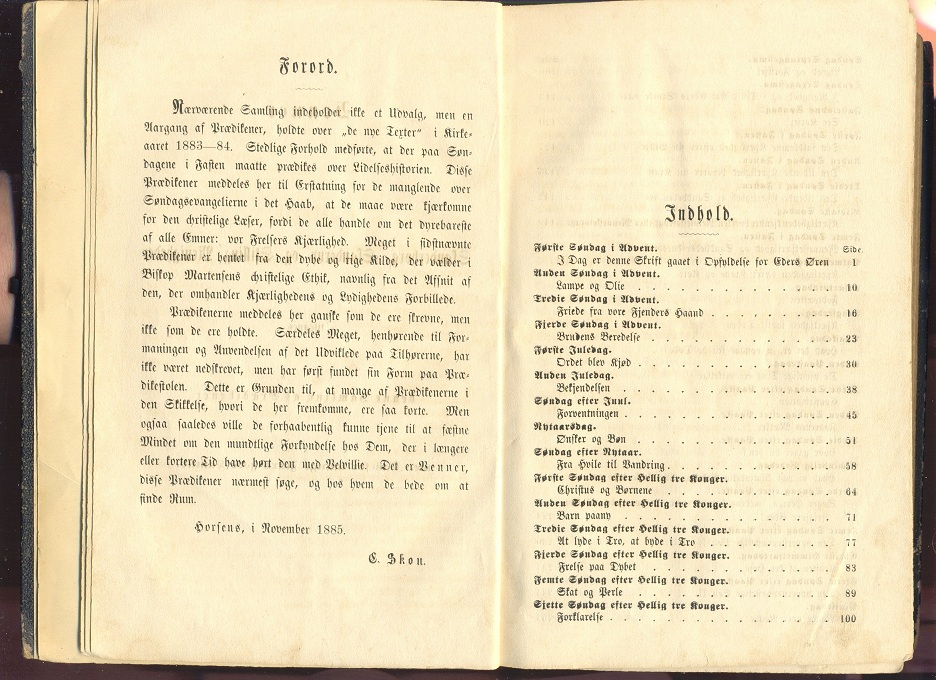 Forord.
Nærværende Samling indeholder ikke et Udvalg, men en
Aargang af Prædikener, holdte over „de nye Texter“ i Kirke-
aaret 1883—84. Stedlige Forhold medførte, at der paa Søn-
dagene i Fasten maatte prædikes over Lidelseshistorien. Disse
Prædikener meddeles her til Erstatning for de manglende over
Søndagsevangelierne i det Haab, at de maae være kjærkomne
for den christelige Læser, fordi de alle handle om det dyrebareste
af alle Emner: vor Frelsers Kjærlighed. Meget i sidstnævnte
Prædikener er hentet fra den dybe og rige Kilde, der vælder i
Biskop Martensens christelige Ethik, navnlig fra det Afsnit af
den, der omhandler Kjærlighedens og Lydighedens Forbillede.
Prædikenerne meddeles her ganske som de ere skrevne, men
ikke som de ere holdte. Særdeles Meget, henhørende til For-
maningen og Anvendelsen af det Udviklede paa Tilhørerne, har
ikke været nedskrevet, men har først fundet sin Form paa Præ-
dikestolen. Dette er Grunden til, at mange af Prædikenerne i
den Skikkelse, hvori de her fremkomme, ere saa korte. Men
ogsaa saaledes ville de forhaabentlig kunne tjene til at fæstne
Mindet om den mundtlige Forkyndelse hos Dem, der i længere
eller kortere Tid have hørt den med Velvillie. Det er Venner,
disse Prædikener nærmest søge, og hos hvem de bede om at
finde Rum.
Horsens, i November 1885.
C. Skou.
Indhold.
Første Søndag i Advent. Side.
I Dag er denne Skrift gaaet i Opfyldelse for Eders Øren 1
Anden Søndag i Advent.
Lampe og Olie . . . . . . . . . . 10
Tredie Søndag i Advent.
Friede fra vore Fjenders Haand . . . . . . . 16
Fjerde Søndag i Advent.
Brudens Beredelse . . . . . . . . . 23
Første Juledag.
Ordet blev Kjød . . . . . . . . . . 30
Anden Juledag.
Bekjendelsen . . . . . . . . . . 38
Søndag efter Juul.
Forventningen . . . . . . . . . . 45
Nytaarsdag.
Ønsker og Bøn . . . . . . . . . . 51
Søndag efter Nytaar.
Fra Hvile til Vandring . . . . . . . . 58
Første Søndag efter Hellig tre Konger.
Christus og Børnene . . . . . . . . . 64
Anden Søndag efter Hellig tre Konger.
Barn paany . . . . . . . . . . 71
Tredie Søndag efter Hellig tre Konger.
At lyde i Tro, at byde i Tro . . . . . . . 77
Fjerde Søndag efter Hellig tre Konger.
Frelse paa Dybet . . . . . . . . . 83
Femte Søndag efter Hellig tre Konger.
Skat og Perle . . . . . . . . . . 89
Sjette Søndag efter Hellig tre Konger.
Forklarelse . . . . . . . . . . 100